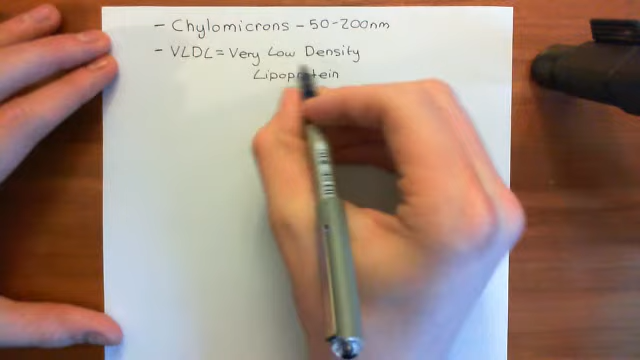 - Chylomicrons - 50-200nm
- VLDL = Very Low Density
Lipoprotein